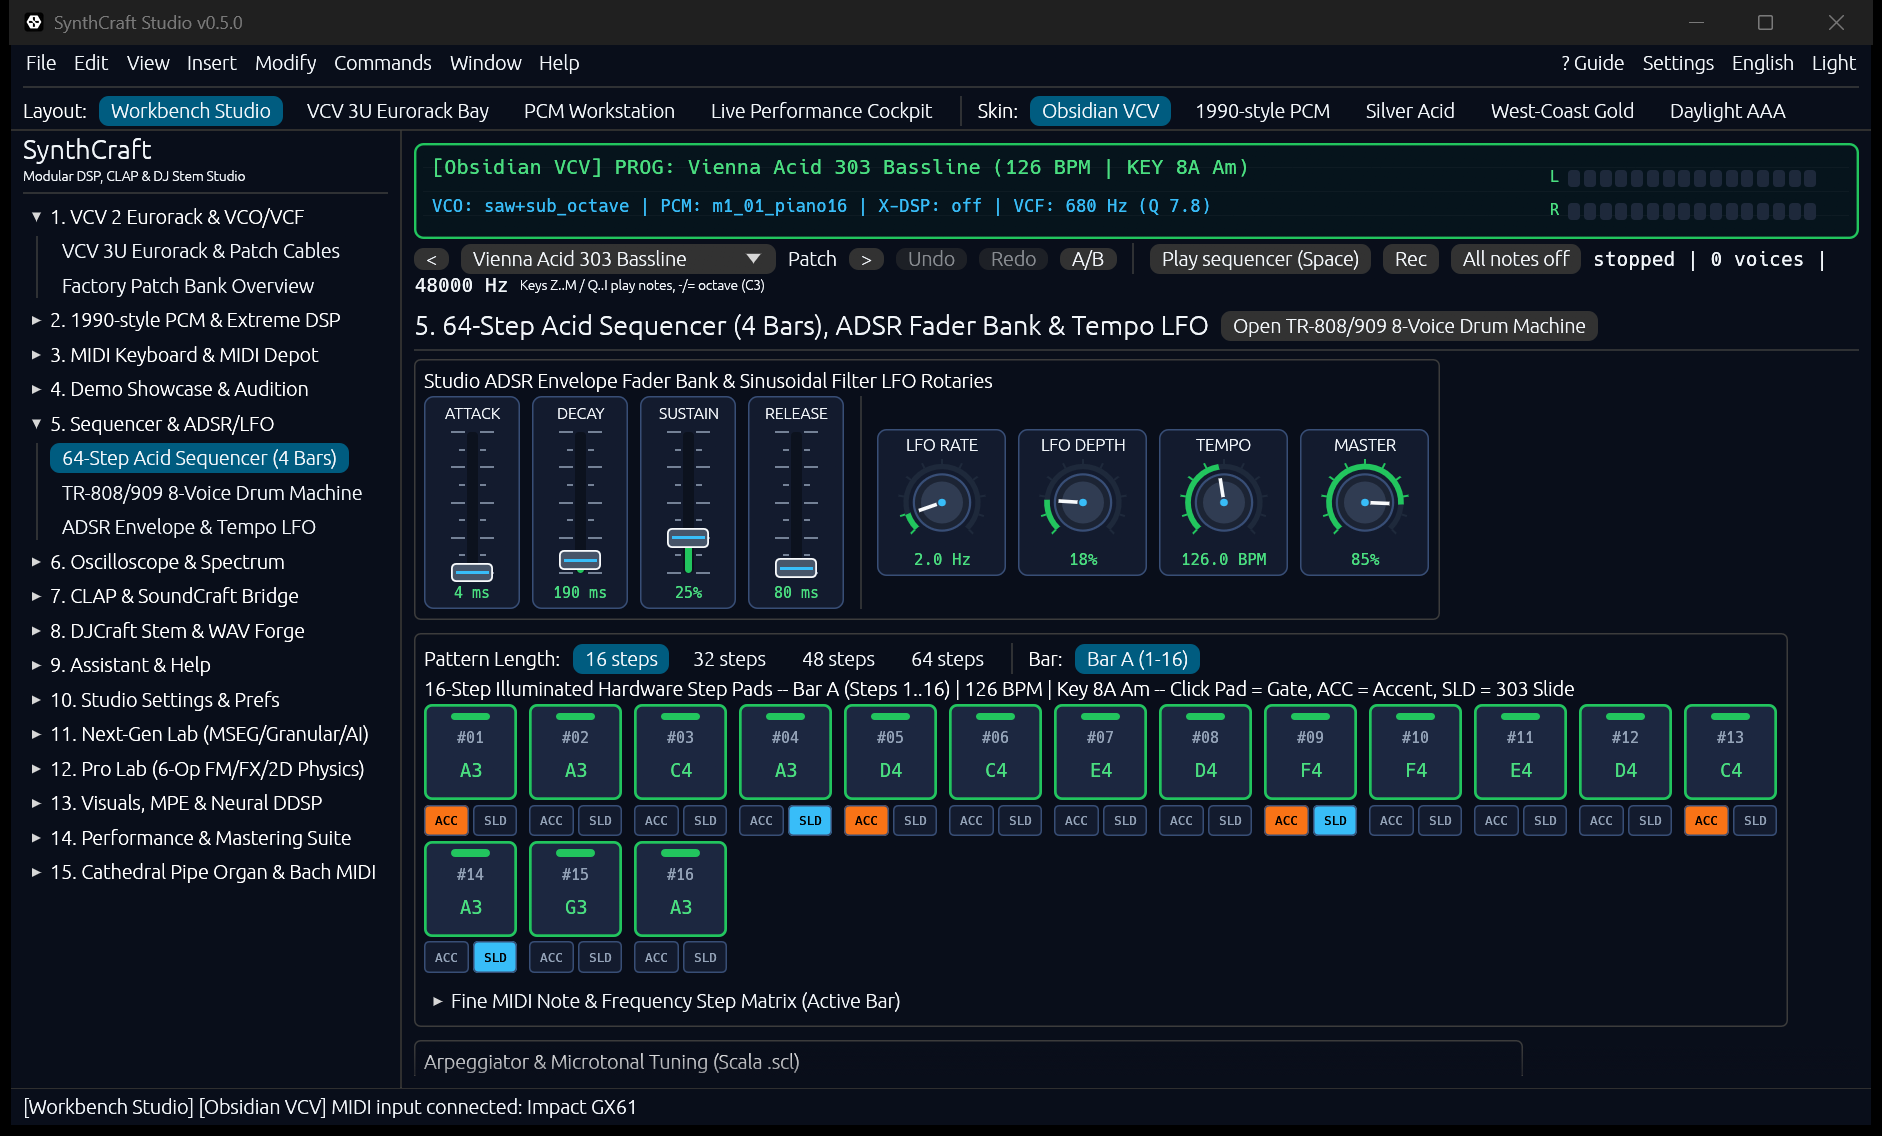 SynthCraft Studio v0.5.0
File Edit View Insert Modify Commands Window Help ? Guide Settings English Light
Layout: Workbench Studio VCV 3U Eurorack Bay PCM Workstation Live Performance Cockpit Skin: Obsidian VCV 1990-style PCM Silver Acid West-Coast Gold Daylight AAA
SynthCraft
Modular DSP, CLAP & DJ Stem Studio
▼ 1. VCV 2 Eurorack & VCO/VCF
VCV 3U Eurorack & Patch Cables
Factory Patch Bank Overview
► 2. 1990-style PCM & Extreme DSP
► 3. MIDI Keyboard & MIDI Depot
► 4. Demo Showcase & Audition
▼ 5. Sequencer & ADSR/LFO
64-Step Acid Sequencer (4 Bars)
TR-808/909 8-Voice Drum Machine
ADSR Envelope & Tempo LFO
► 6. Oscilloscope & Spectrum
► 7. CLAP & SoundCraft Bridge
► 8. DJCraft Stem & WAV Forge
► 9. Assistant & Help
► 10. Studio Settings & Prefs
► 11. Next-Gen Lab (MSEG/Granular/AI)
► 12. Pro Lab (6-Op FM/FX/2D Physics)
► 13. Visuals, MPE & Neural DDSP
► 14. Performance & Mastering Suite
► 15. Cathedral Pipe Organ & Bach MIDI
[Obsidian VCV] PROG: Vienna Acid 303 Bassline (126 BPM | KEY 8A Am)
L
VCO: saw+sub_octave | PCM: m1_01_piano16 | X-DSP: off | VCF: 680 Hz (Q 7.8)
R
< Vienna Acid 303 Bassline ▼ Patch > Undo Redo A/B Play sequencer (Space) Rec All notes off stopped | 0 voices |
48000 Hz Keys Z..M / Q..I play notes, -/= octave (C3)
5. 64-Step Acid Sequencer (4 Bars), ADSR Fader Bank & Tempo LFO Open TR-808/909 8-Voice Drum Machine
Studio ADSR Envelope Fader Bank & Sinusoidal Filter LFO Rotaries
ATTACK DECAY SUSTAIN RELEASE
4 ms 190 ms 25% 80 ms
LFO RATE LFO DEPTH TEMPO MASTER
2.0 Hz 18% 126.0 BPM 85%
Pattern Length: 16 steps 32 steps 48 steps 64 steps Bar: Bar A (1-16)
16-Step Illuminated Hardware Step Pads -- Bar A (Steps 1..16) | 126 BPM | Key 8A Am -- Click Pad = Gate, ACC = Accent, SLD = 303 Slide
#01 #02 #03 #04 #05 #06 #07 #08 #09 #10 #11 #12 #13
A3 A3 C4 A3 D4 C4 E4 D4 F4 F4 E4 D4 C4
ACC SLD ACC SLD ACC SLD ACC SLD ACC SLD ACC SLD ACC SLD ACC SLD ACC SLD ACC SLD ACC SLD ACC SLD ACC SLD
#14 #15 #16
A3 G3 A3
ACC SLD ACC SLD ACC SLD
► Fine MIDI Note & Frequency Step Matrix (Active Bar)
Arpeggiator & Microtonal Tuning (Scala .scl)
[Workbench Studio] [Obsidian VCV] MIDI input connected: Impact GX61